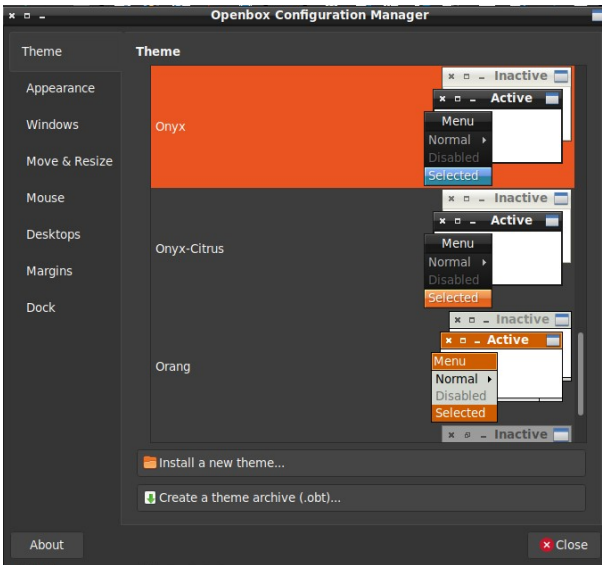 Openbox Configuration Manager
Theme
Appearance
Windows
Move & Resize
Mouse
Desktops
Margins
Dock
Theme
Inactive
Active
Onyx
Menu
Normal
Disabled
Selected
Inactive
Active
Onyx-Citrus
Menu
Normal
Disabled
Selected
Inactive
Active
Orang
Menu
Normal
Disabled
Selected
Inactive
Install a new theme...
Create a theme archive (.obt)...
About
Close